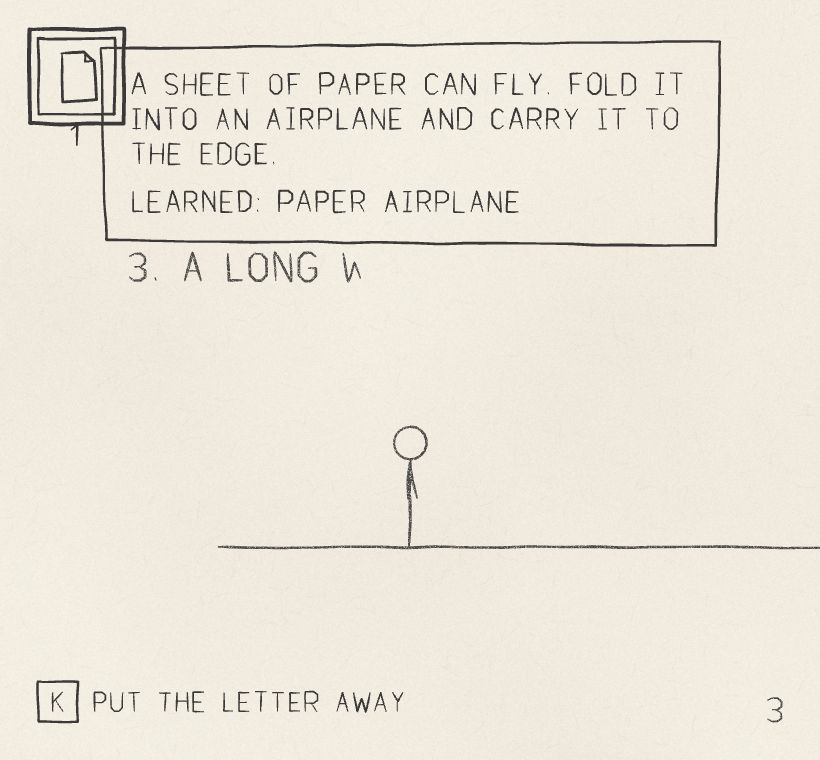 A SHEET OF PAPER CAN FLY. FOLD IT
INTO AN AIRPLANE AND CARRY IT TO
THE EDGE.
LEARNED: PAPER AIRPLANE
1
3. A LONG
K PUT THE LETTER AWAY
3